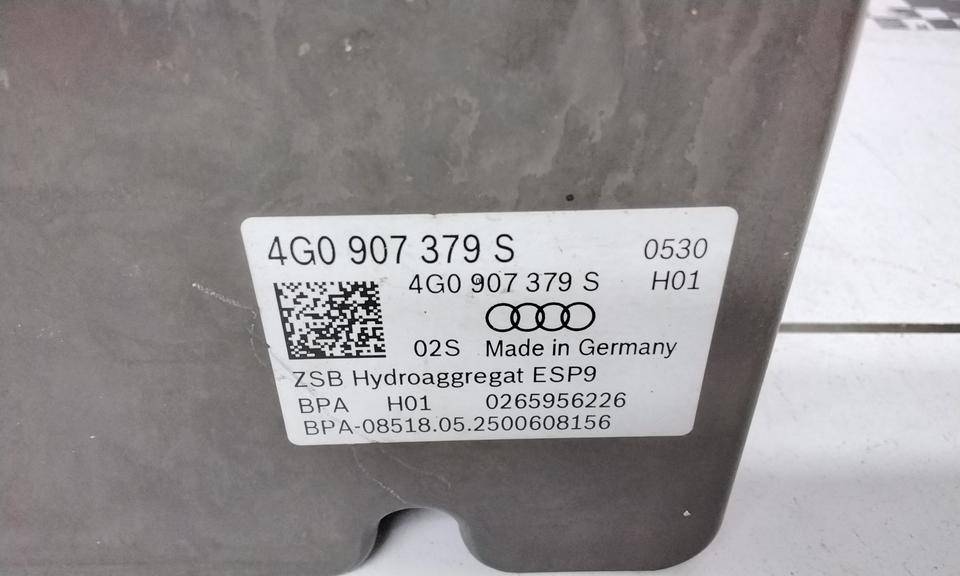 4G0 907 379 S 0530
4G0 907 379 S H01
02S Made in Germany
ZSB Hydroaggregat ESP9
BPA H01 0265956226
BPA-08518.05.2500608156